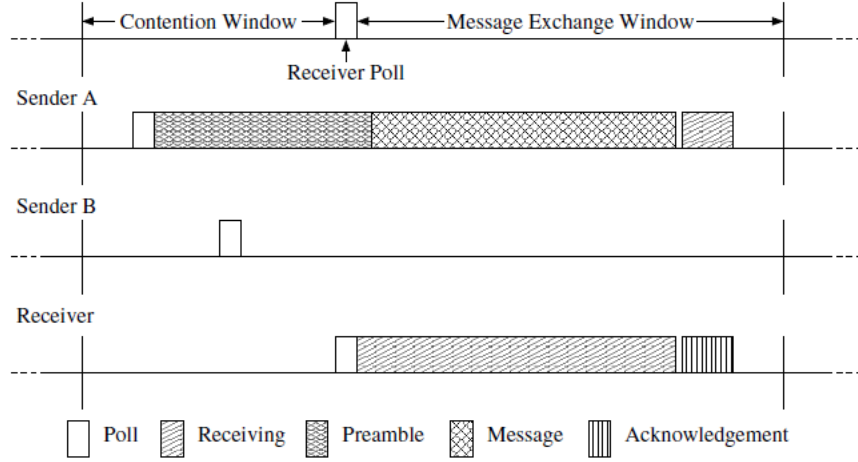 Contention Window Message Exchange Window
Receiver Poll
Sender A
Sender B
Receiver
Poll Receiving Preamble Message Acknowledgement